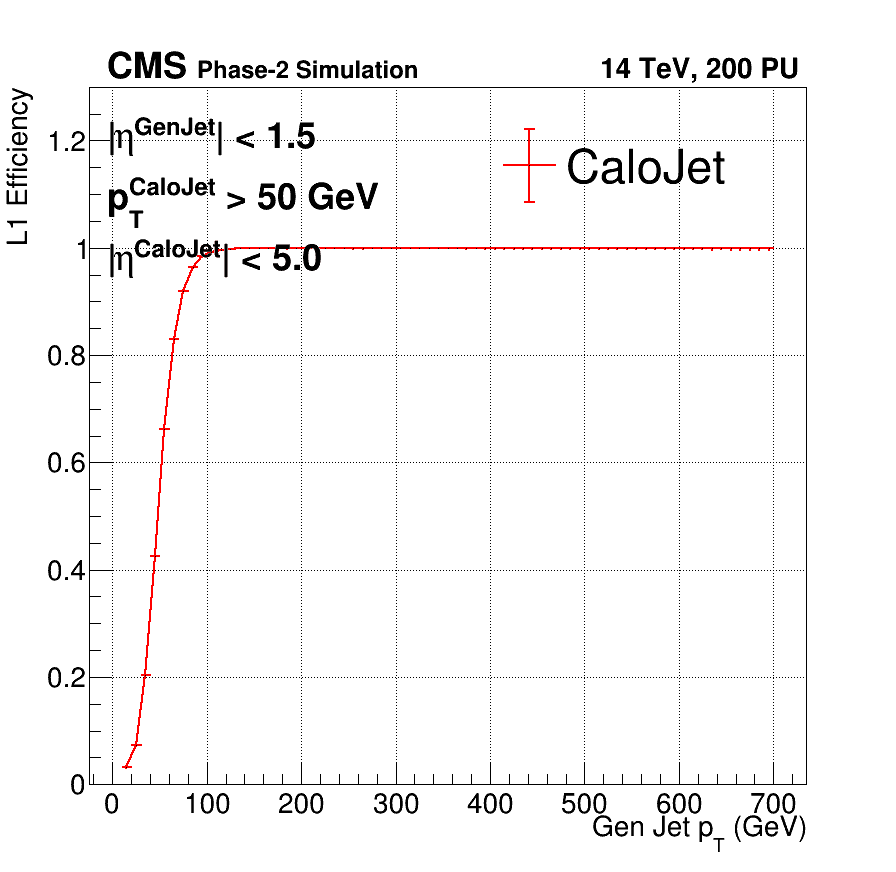 CMS Phase-2 Simulation 14 TeV, 200 PU
L1 Efficiency
|η^GenJet| < 1.5
p_T^CaloJet > 50 GeV
|η^CaloJet| < 5.0
CaloJet
1.2
1
0.8
0.6
0.4
0.2
0
0 100 200 300 400 500 600 700
Gen Jet p_T (GeV)